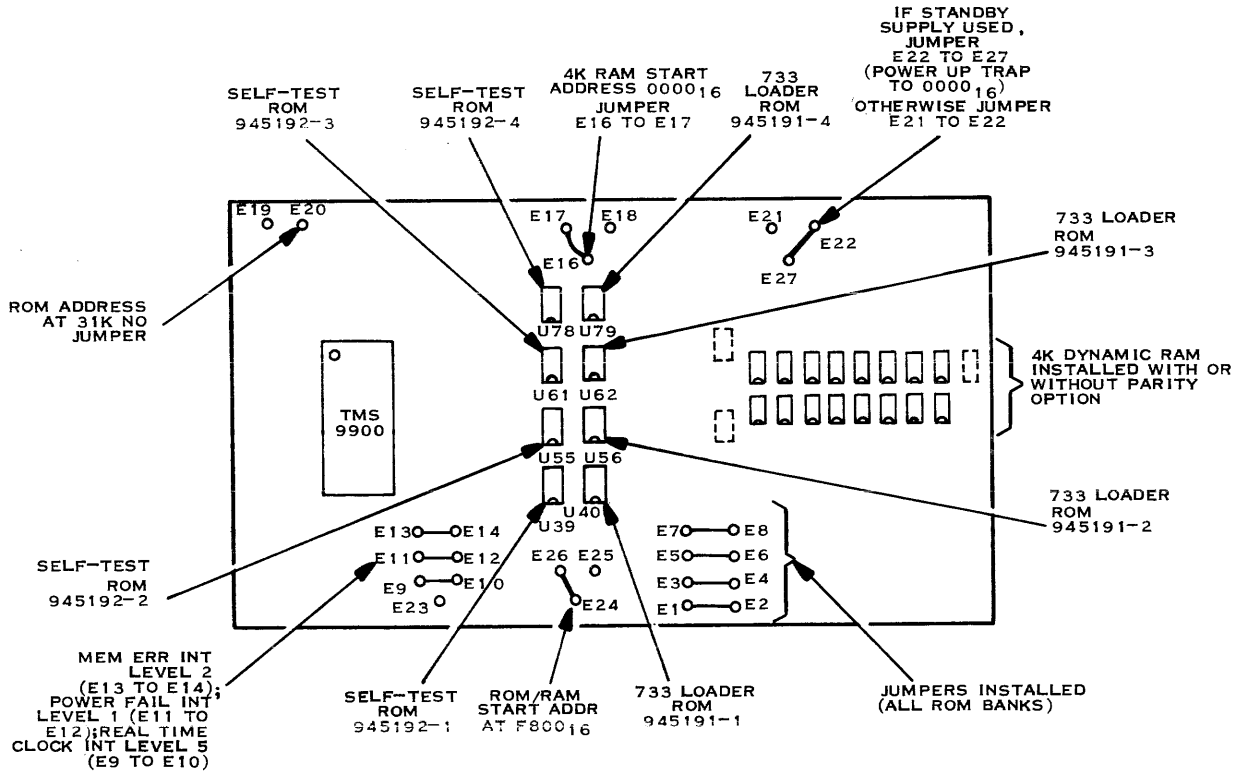 IF STANDBY
SUPPLY USED,
JUMPER
E22 TO E27
(POWER UP TRAP
TO 0000₁₆)
OTHERWISE JUMPER
E21 TO E22
4K RAM START
ADDRESS 0000₁₆
JUMPER
E16 TO E17
733
LOADER
ROM
945191-4
SELF-TEST
ROM
945192-3
SELF-TEST
ROM
945192-4
E19 E20
E17 E18
E16
E21
E22
E27
733 LOADER
ROM
945191-3
ROM ADDRESS
AT 31K NO
JUMPER
U78 U79
U61 U62
U55 U56
U40
U39
TMS
9900
4K DYNAMIC RAM
INSTALLED WITH OR
WITHOUT PARITY
OPTION
733 LOADER
ROM
945191-2
E13 E14
E11 E12
E9 E10
E23
E26 E25
E24
E7 E8
E5 E6
E3 E4
E1 E2
SELF-TEST
ROM
945192-2
MEM ERR INT
LEVEL 2
(E13 TO E14);
POWER FAIL INT,
LEVEL 1 (E11 TO
E12);REAL TIME
CLOCK INT LEVEL 5
(E9 TO E10)
SELF-TEST
ROM
945192-1
ROM/RAM
START ADDR
AT F800₁₆
733 LOADER
ROM
945191-1
JUMPERS INSTALLED
(ALL ROM BANKS)